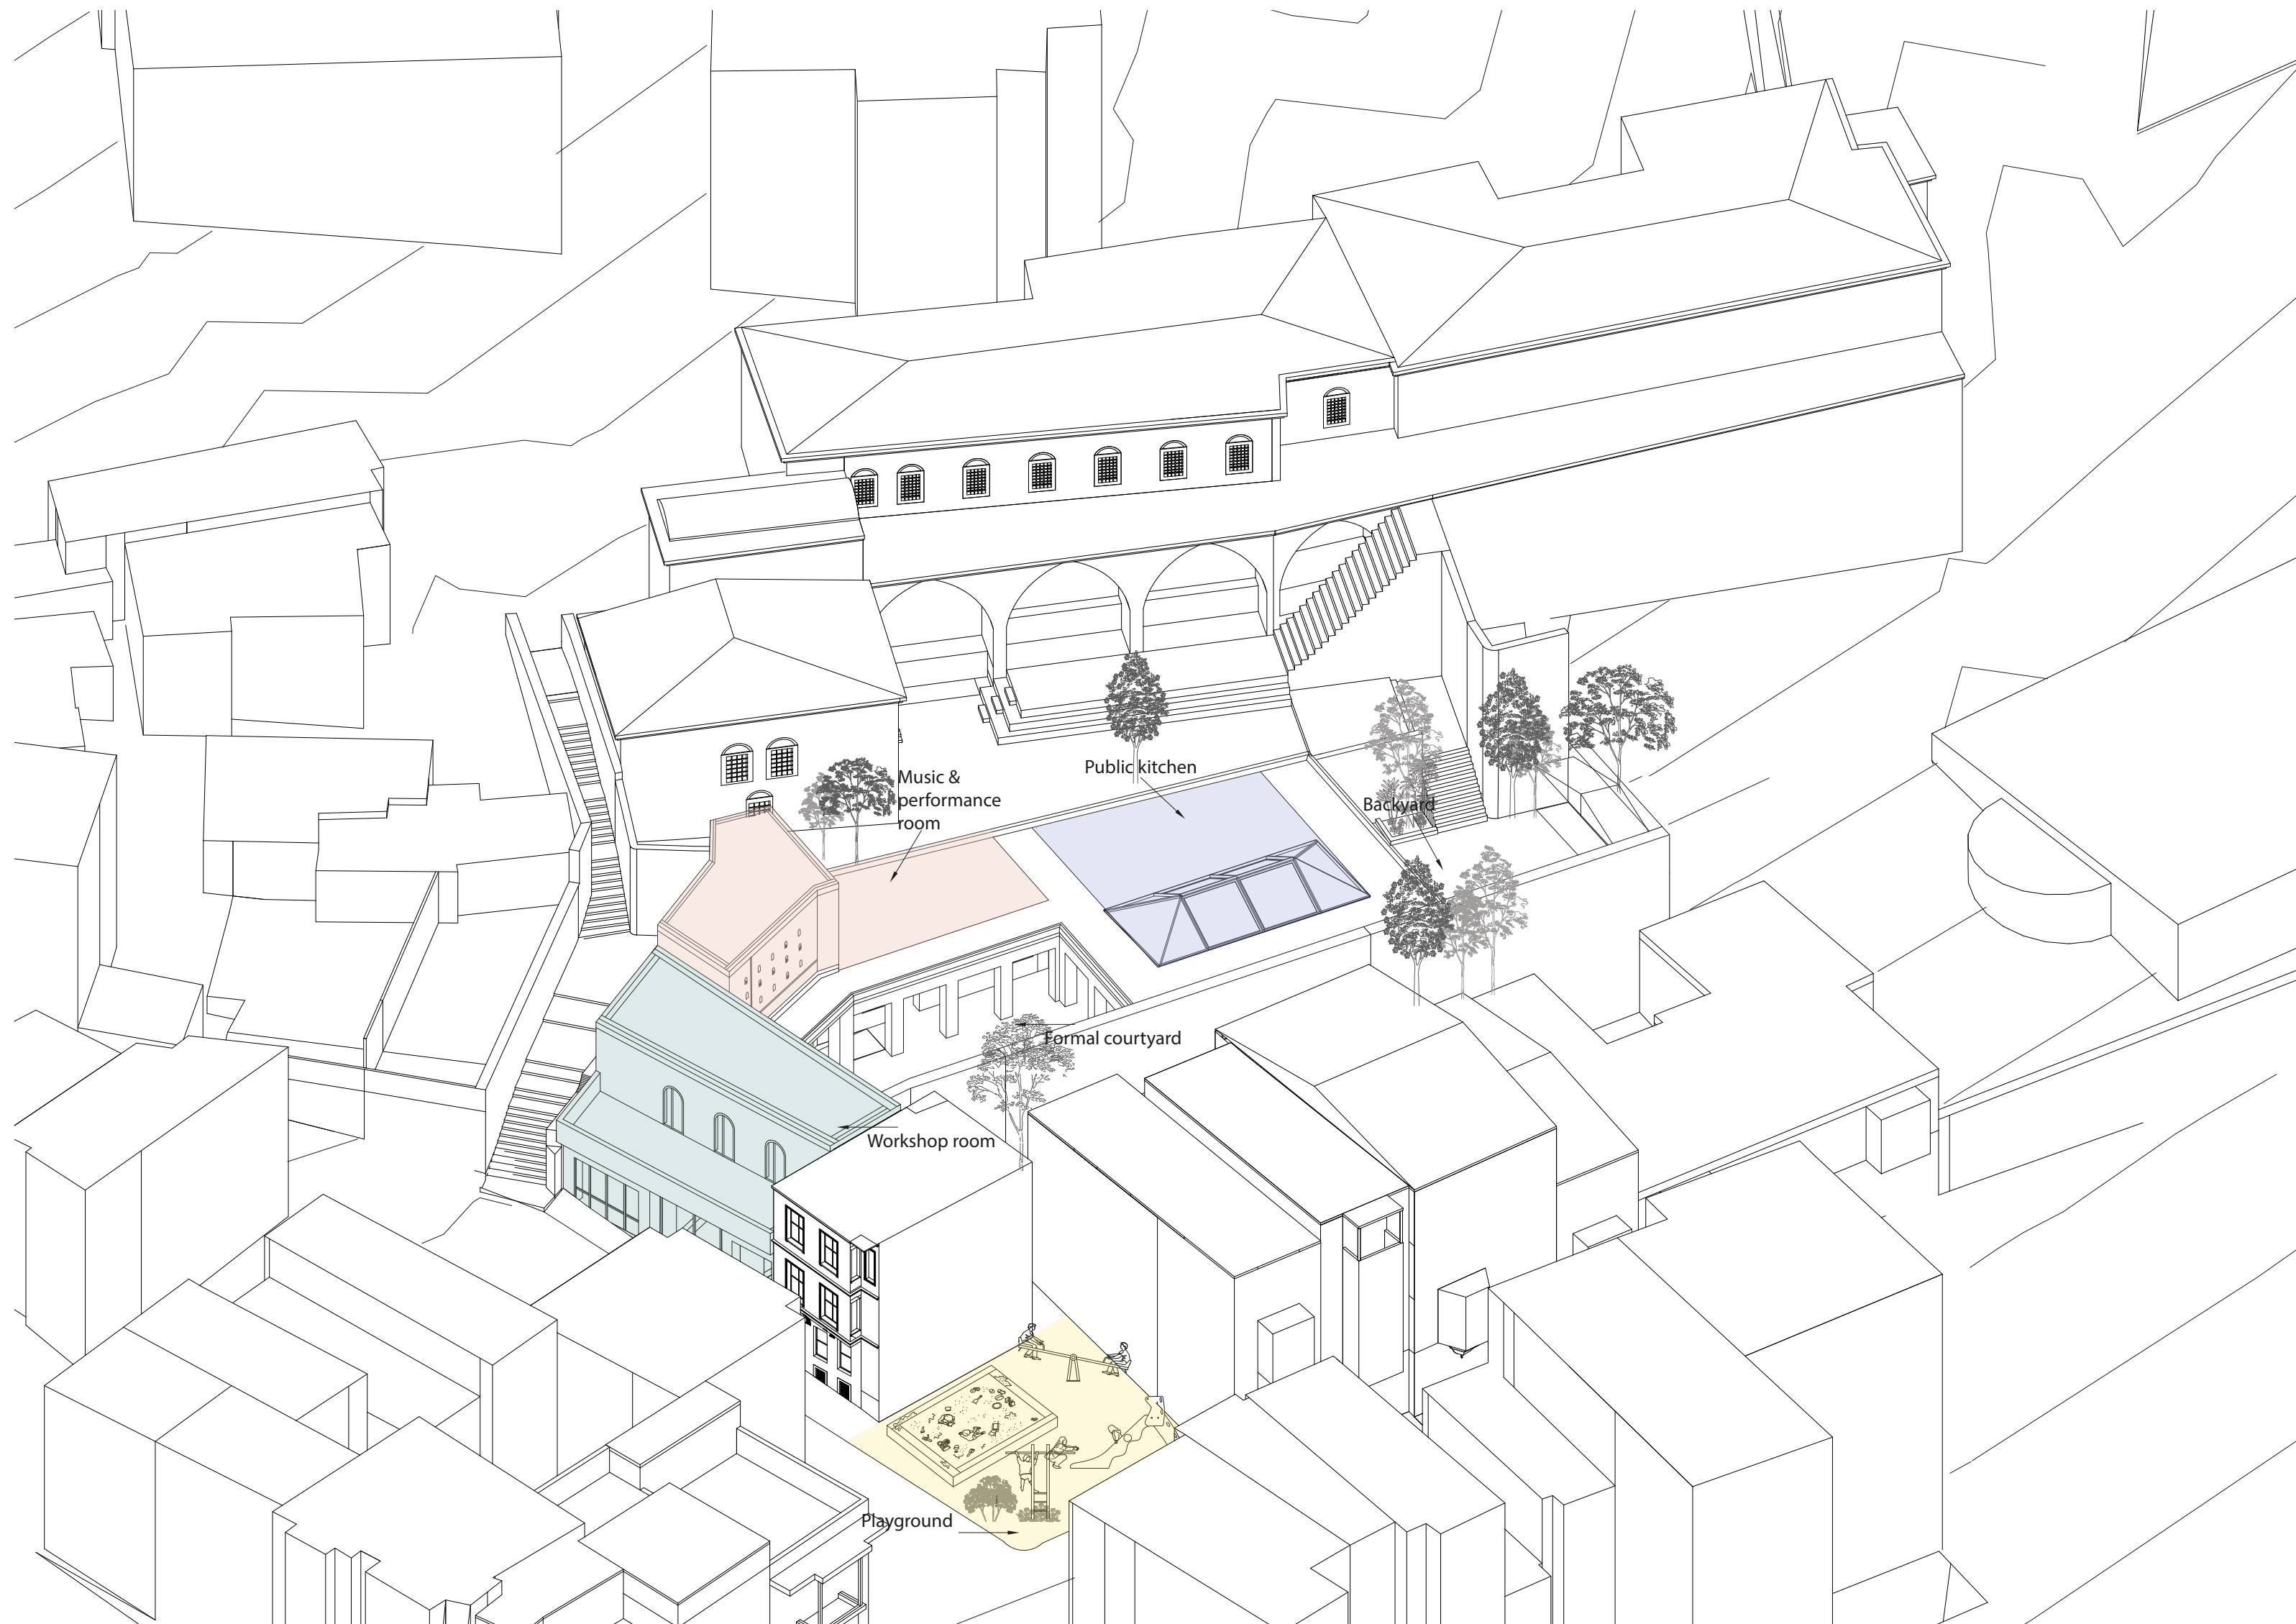 Public kitchen
Music &
performance
room
Backyard
Formal courtyard
Workshop room
Playground